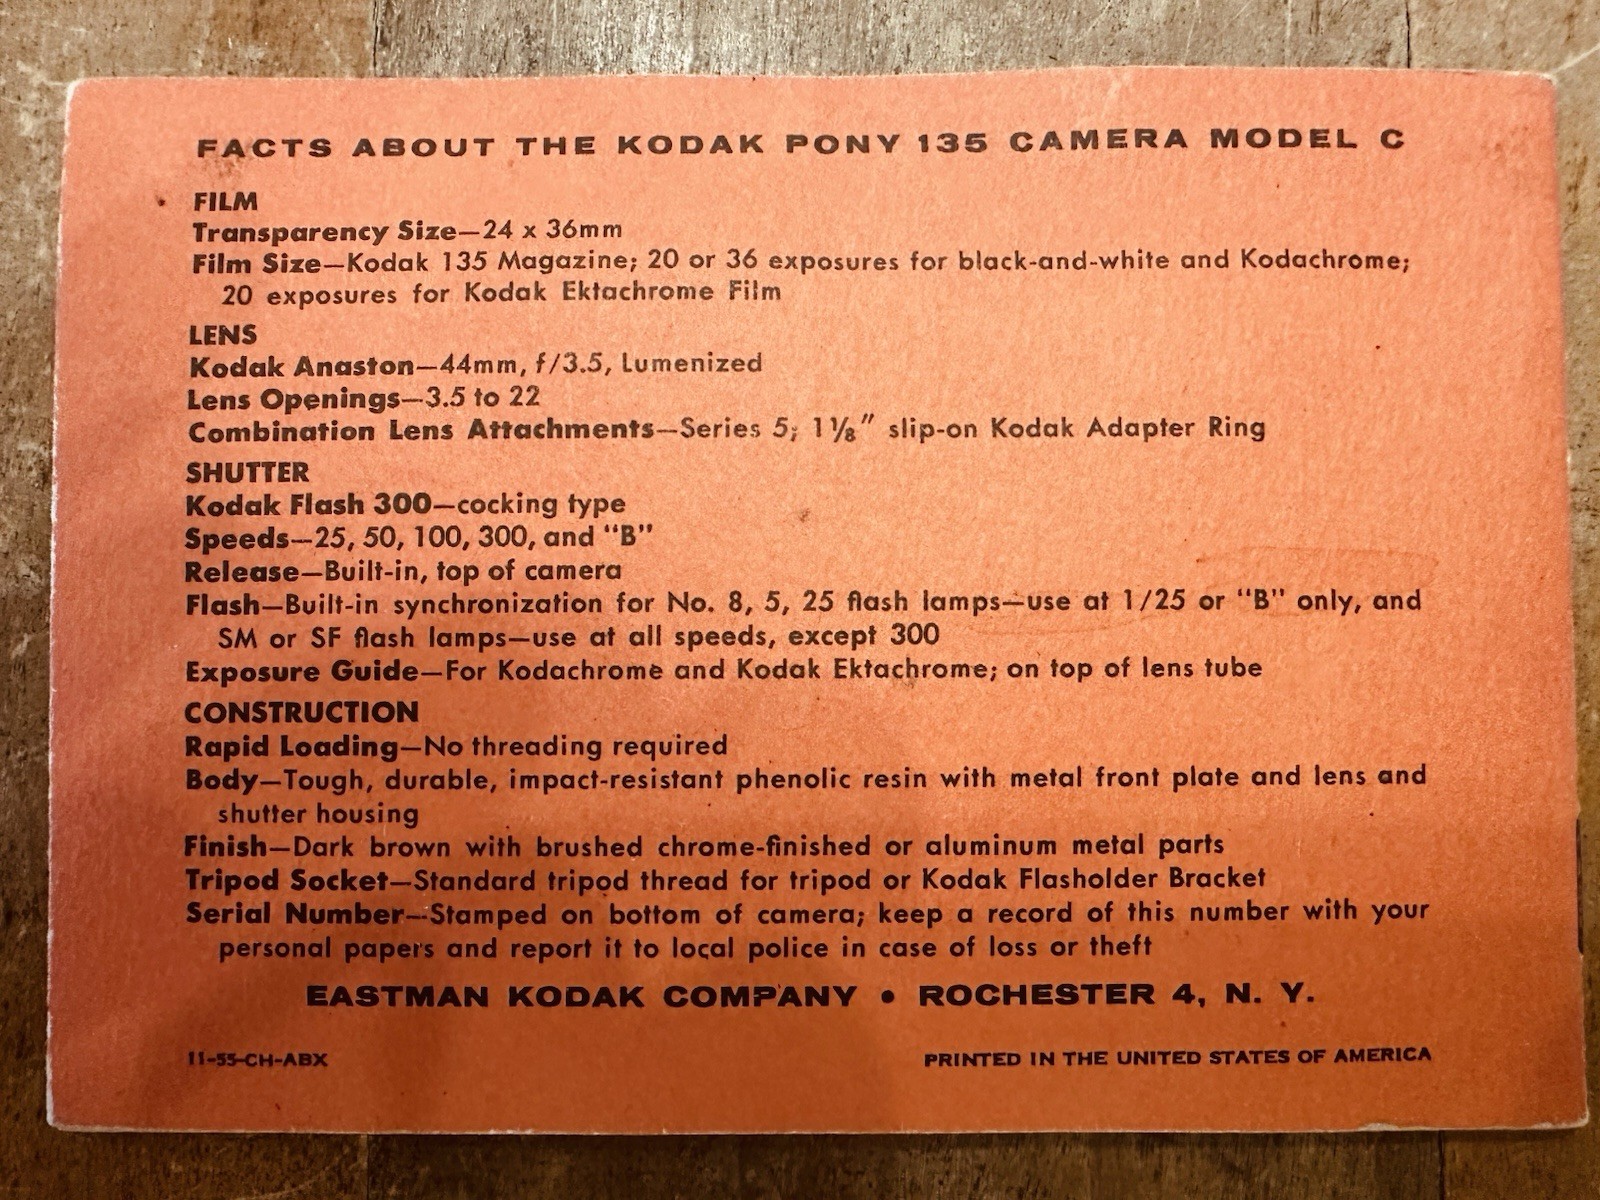 FACTS ABOUT THE KODAK PONY 135 CAMERA MODEL C
FILM
Transparency Size—24 x 36mm
Film Size—Kodak 135 Magazine; 20 or 36 exposures for black-and-white and Kodachrome;
20 exposures for Kodak Ektachrome Film
LENS
Kodak Anaston—44mm, f/3.5, Lumenized
Lens Openings—3.5 to 22
Combination Lens Attachments—Series 5; 1⅛" slip-on Kodak Adapter Ring
SHUTTER
Kodak Flash 300—cocking type
Speeds—25, 50, 100, 300, and "B"
Release—Built-in, top of camera
Flash—Built-in synchronization for No. 8, 5, 25 flash lamps—use at 1/25 or "B" only, and
SM or SF flash lamps—use at all speeds, except 300
Exposure Guide—For Kodachrome and Kodak Ektachrome; on top of lens tube
CONSTRUCTION
Rapid Loading—No threading required
Body—Tough, durable, impact-resistant phenolic resin with metal front plate and lens and
shutter housing
Finish—Dark brown with brushed chrome-finished or aluminum metal parts
Tripod Socket—Standard tripod thread for tripod or Kodak Flasholder Bracket
Serial Number—Stamped on bottom of camera; keep a record of this number with your
personal papers and report it to local police in case of loss or theft
EASTMAN KODAK COMPANY • ROCHESTER 4, N. Y.
11-55-CH-ABX
PRINTED IN THE UNITED STATES OF AMERICA